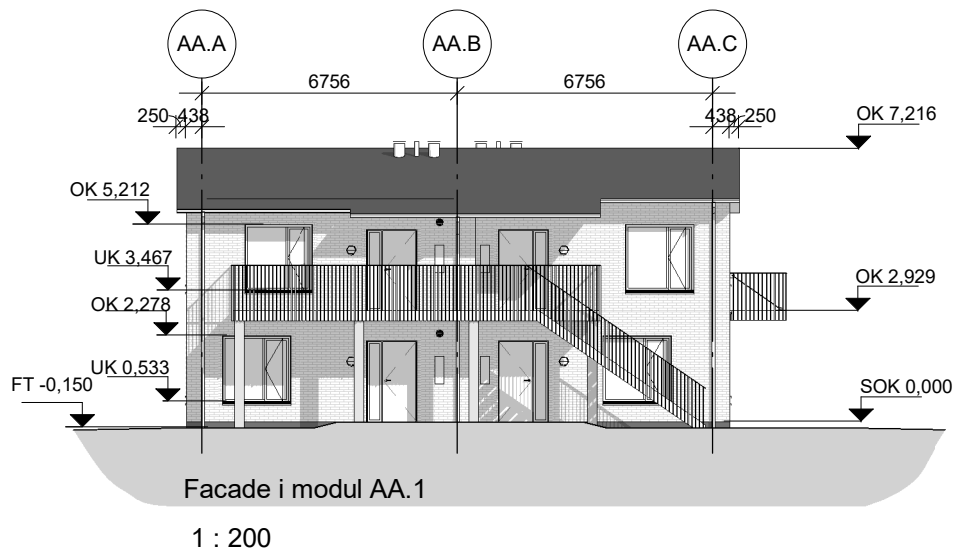 AA.A AA.B AA.C
6756 6756
250 438 438 250
OK 7,216
OK 5,212
UK 3,467
OK 2,929
OK 2,278
UK 0,533
FT -0,150
SOK 0,000
Facade i modul AA.1
1 : 200